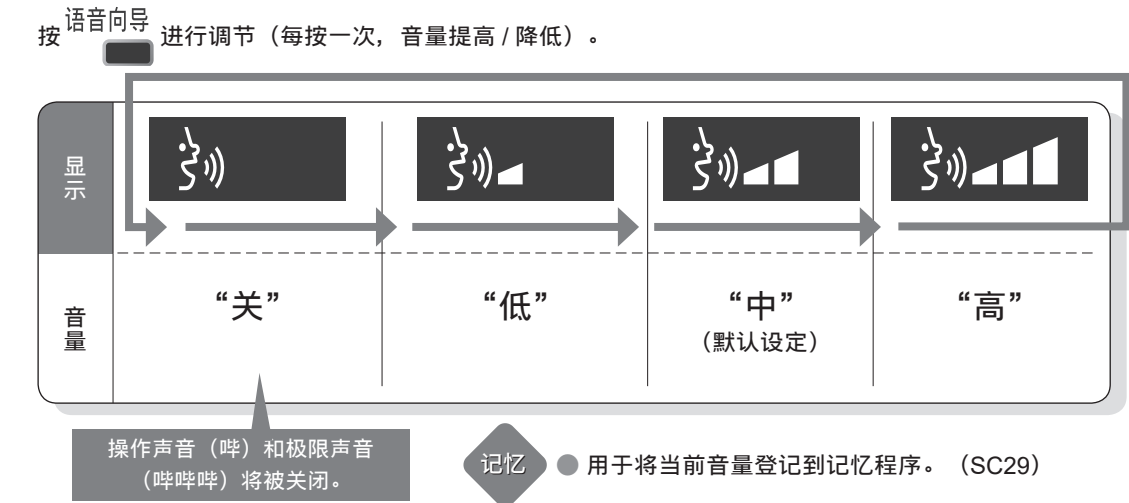 按 语音向导 进行调节（每按一次，音量提高 / 降低）。
显示
音量
“关”
“低”
“中”
（默认设定）
“高”
操作声音（哔）和极限声音
（哔哔哔）将被关闭。
记忆
● 用于将当前音量登记到记忆程序。（SC29）